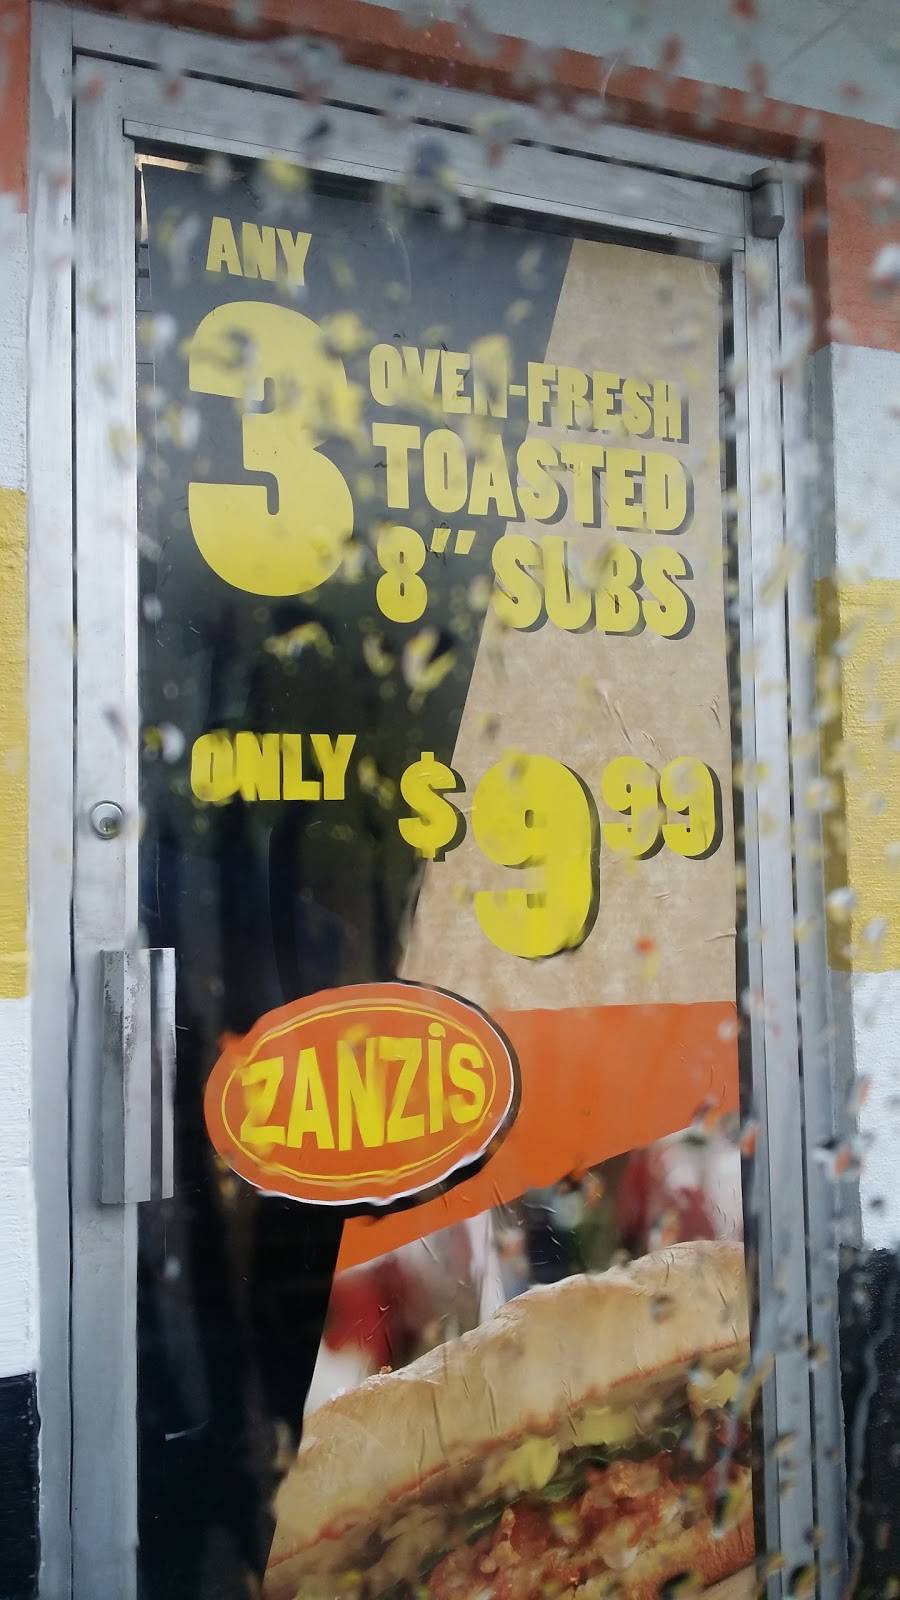 ANY
3
OVEN-FRESH
TOASTED
8" SUBS
ONLY $9 99
ZANZIS